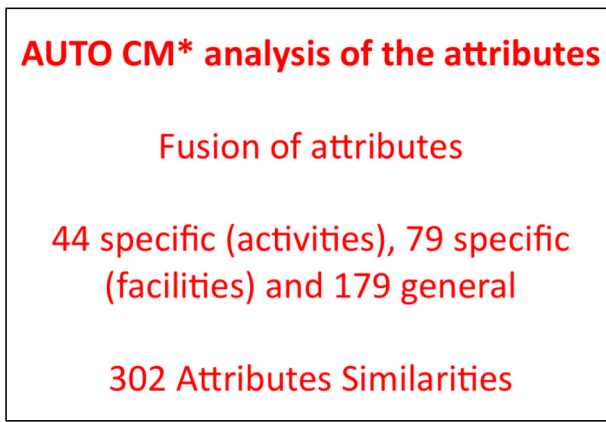 AUTO CM* analysis of the attributes
Fusion of attributes
44 specific (activities), 79 specific
(facilities) and 179 general
302 Attributes Similarities